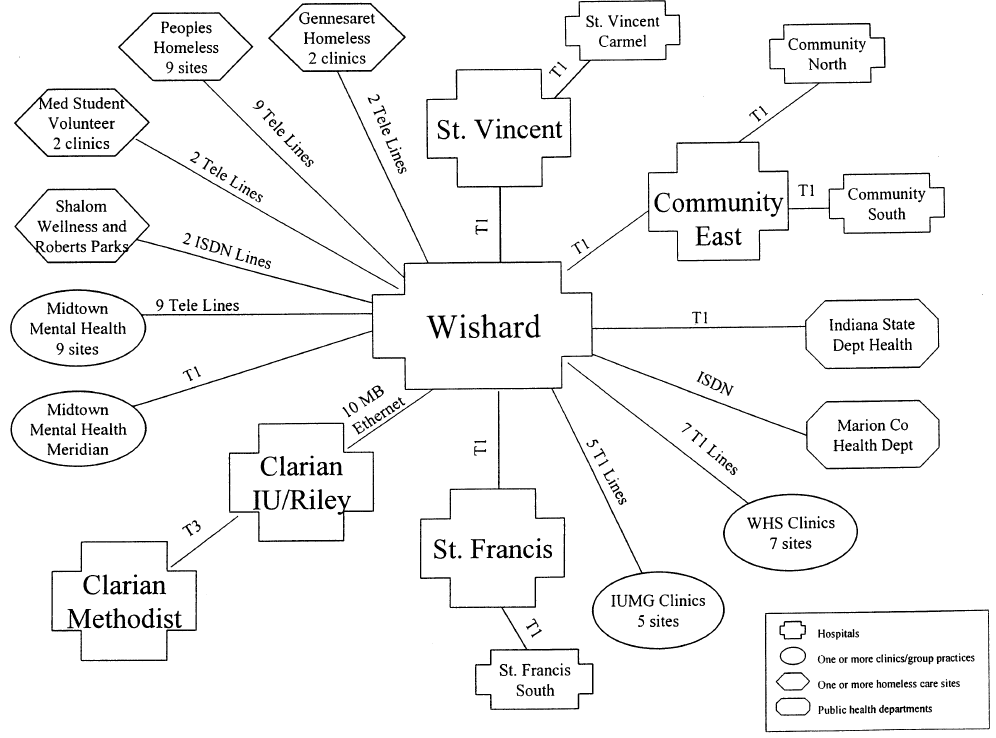 Peoples
Homeless
9 sites
Gennesaret
Homeless
2 clinics
St. Vincent
Carmel
Community
North
Med Student
Volunteer
2 clinics
9 Tele Lines
2 Tele Lines
T1
St. Vincent
T1
2 Tele Lines
Community
East
T1
Community
South
Shalom
Wellness and
Roberts Parks
2 ISDN Lines
T1
T1
Midtown
Mental Health
9 sites
9 Tele Lines
Wishard
T1
Indiana State
Dept Health
T1
Midtown
Mental Health
Meridian
10 MB
Ethernet
ISDN
Marion Co
Health Dept
Clarian
IU/Riley
T1
5 T1 Lines
7 T1 Lines
WHS Clinics
7 sites
T3
St. Francis
Clarian
Methodist
IUMG Clinics
5 sites
T1
St. Francis
South
Hospitals
One or more clinics/group practices
One or more homeless care sites
Public health departments